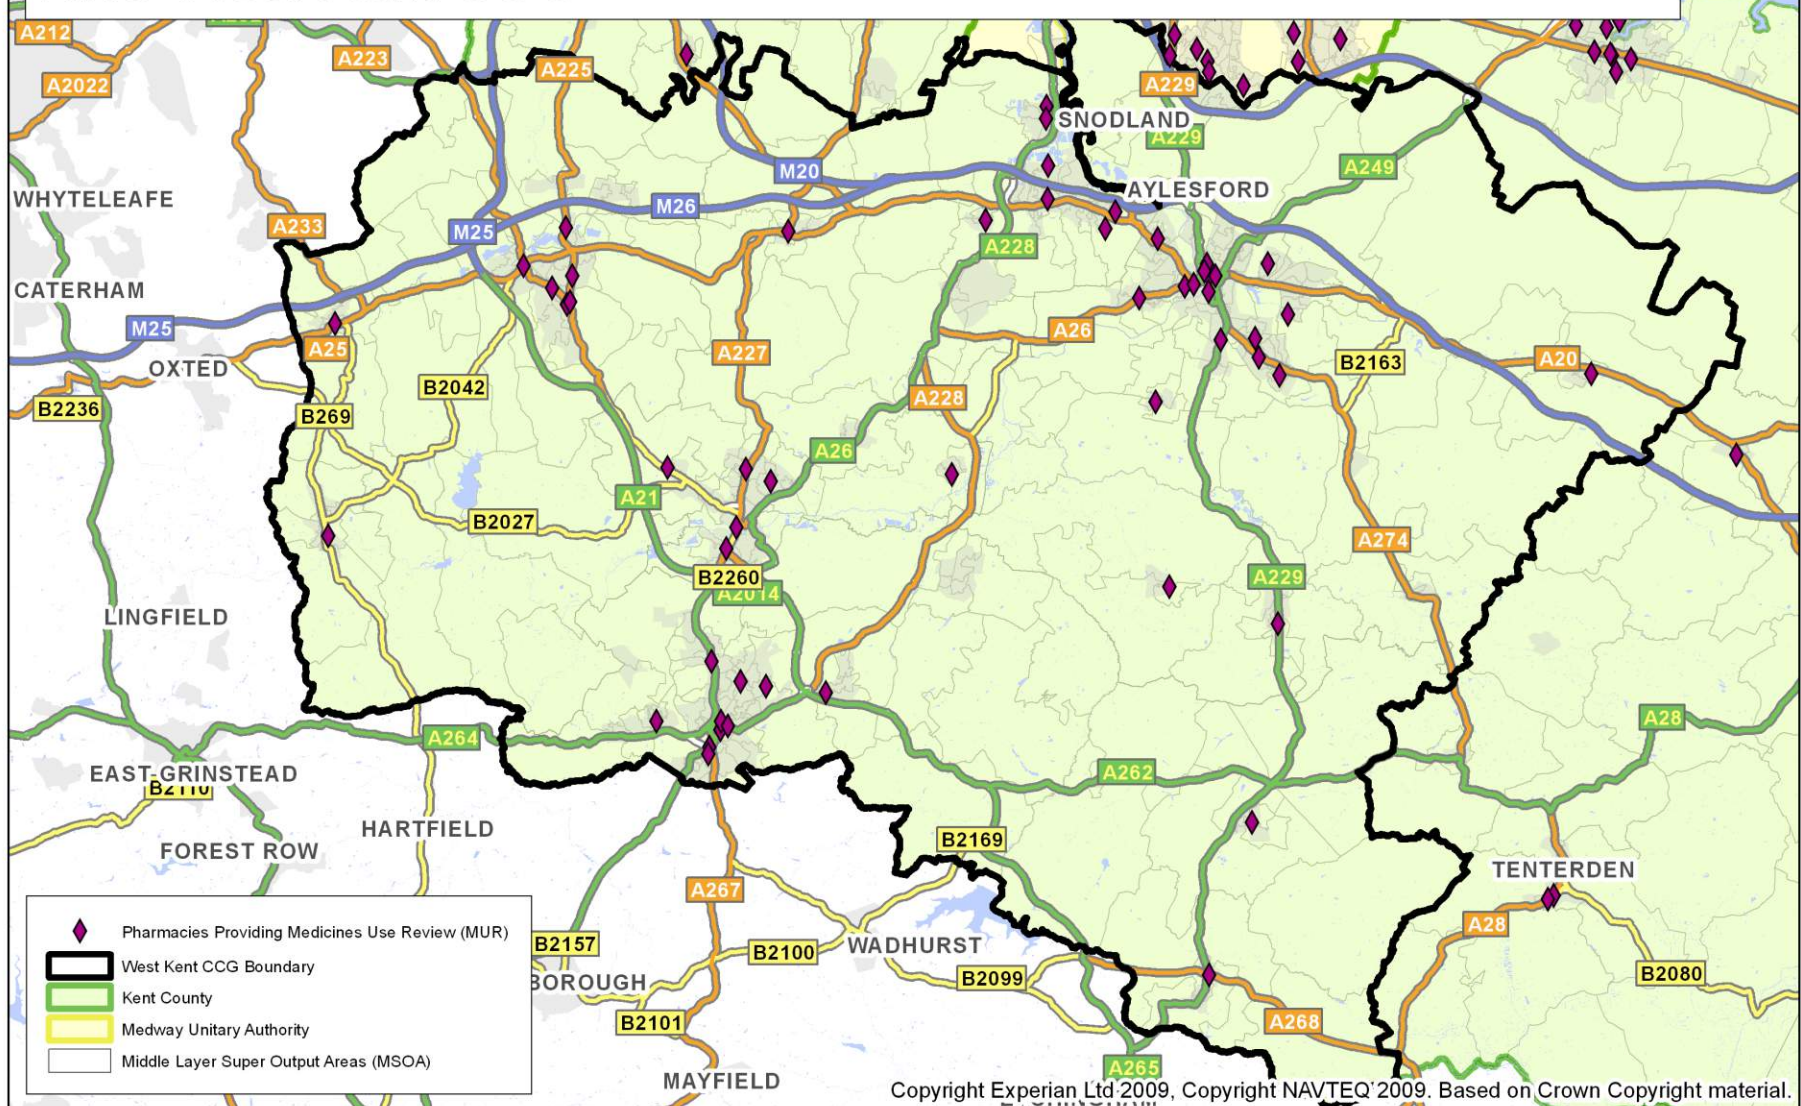 A212
A223
A2022
A225
A229
SNODLAND
A229
M20
A249
WHYTELEAFE
AYLESFORD
M26
A233
M25
A228
CATERHAM
M25
A26
A25
A227
A20
B2163
OXTED
B2042
A228
B2236
B269
A26
A21
B2027
A274
B2260
A229
A2014
LINGFIELD
A28
A264
EAST GRINSTEAD
A262
B2110
HARTFIELD
B2169
FOREST ROW
TENTERDEN
A267
A28
Pharmacies Providing Medicines Use Review (MUR)
B2157
B2100
WADHURST
West Kent CCG Boundary
B2099
B2080
BOROUGH
Kent County
B2101
A268
Medway Unitary Authority
Middle Layer Super Output Areas (MSOA)
A265
MAYFIELD
Copyright Experian Ltd 2009, Copyright NAVTEQ 2009. Based on Crown Copyright material.